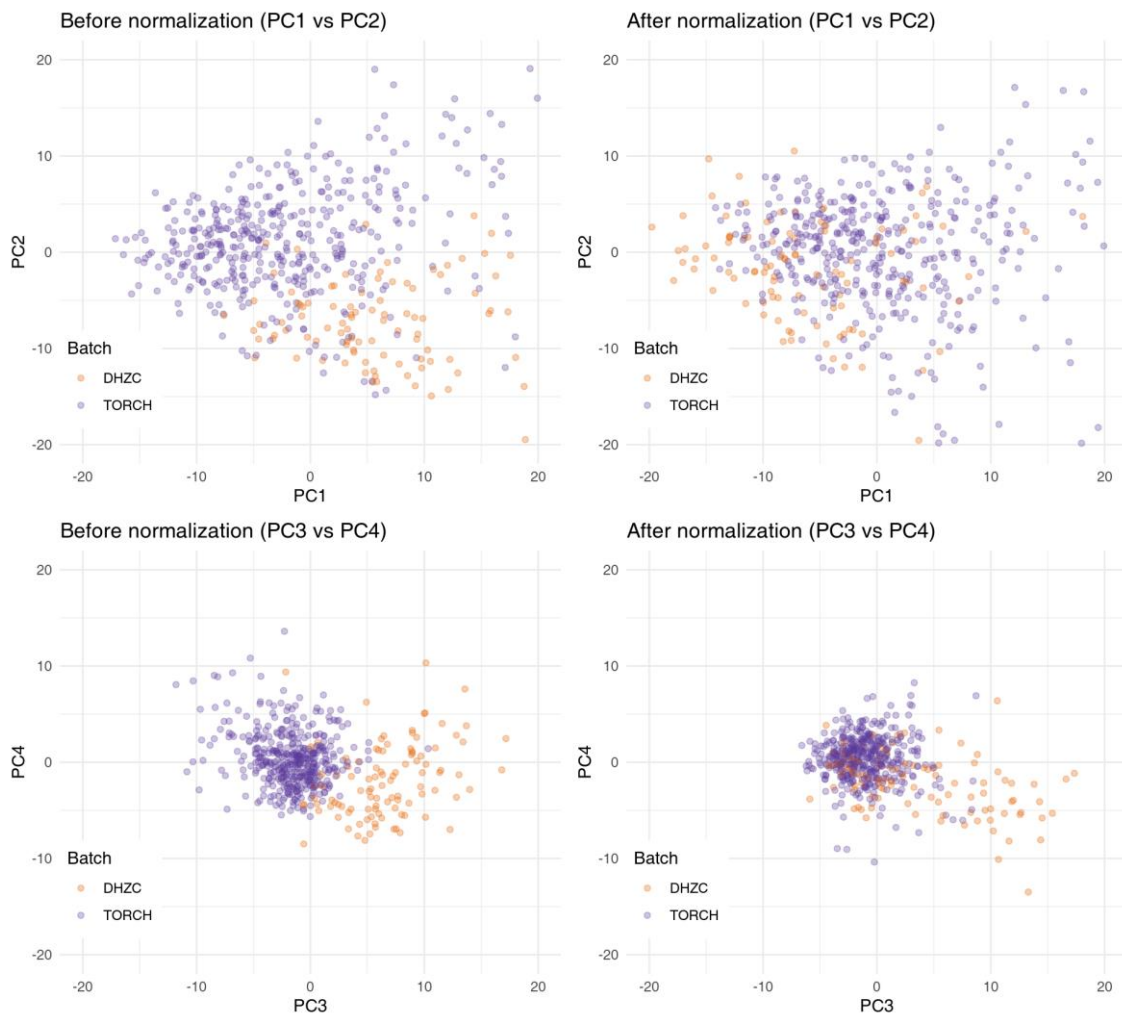 Before normalization (PC1 vs PC2)
20
10
0
-10
-20
PC2
Batch
DHZC
TORCH
-20
-10
0
10
20
PC1
After normalization (PC1 vs PC2)
20
10
0
-10
-20
PC2
Batch
DHZC
TORCH
-20
-10
0
10
20
PC1
Before normalization (PC3 vs PC4)
20
10
0
-10
-20
PC4
Batch
DHZC
TORCH
-20
-10
0
10
20
PC3
After normalization (PC3 vs PC4)
20
10
0
-10
-20
PC4
Batch
DHZC
TORCH
-20
-10
0
10
20
PC3